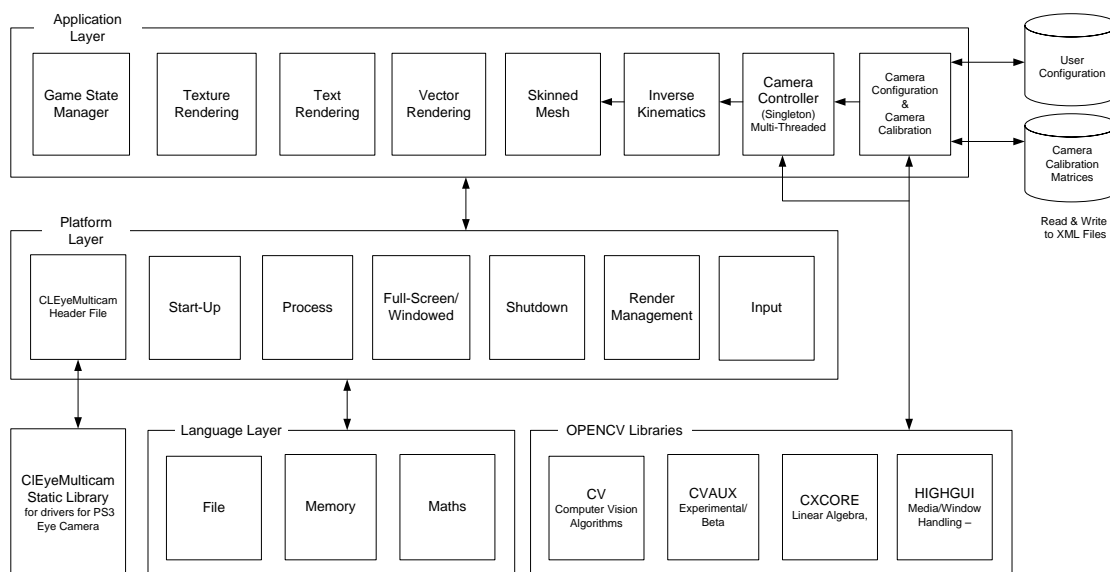 Application
Layer
Game State
Manager
Texture
Rendering
Text
Rendering
Vector
Rendering
Skinned
Mesh
Inverse
Kinematics
Camera
Controller
(Singleton)
Multi-Threaded
Camera
Configuration
&
Camera
Calibration
User
Configuration
Camera
Calibration
Matrices
Read & Write
to XML Files
Platform
Layer
CLEyeMulticam
Header File
Start-Up
Process
Full-Screen/
Windowed
Shutdown
Render
Management
Input
ClEyeMulticam
Static Library
for drivers for PS3
Eye Camera
Language Layer
File
Memory
Maths
OPENCV Libraries
CV
Computer Vision
Algorithms
CVAUX
Experimental/
Beta
CXCORE
Linear Algebra,
HIGHGUI
Media/Window
Handling –